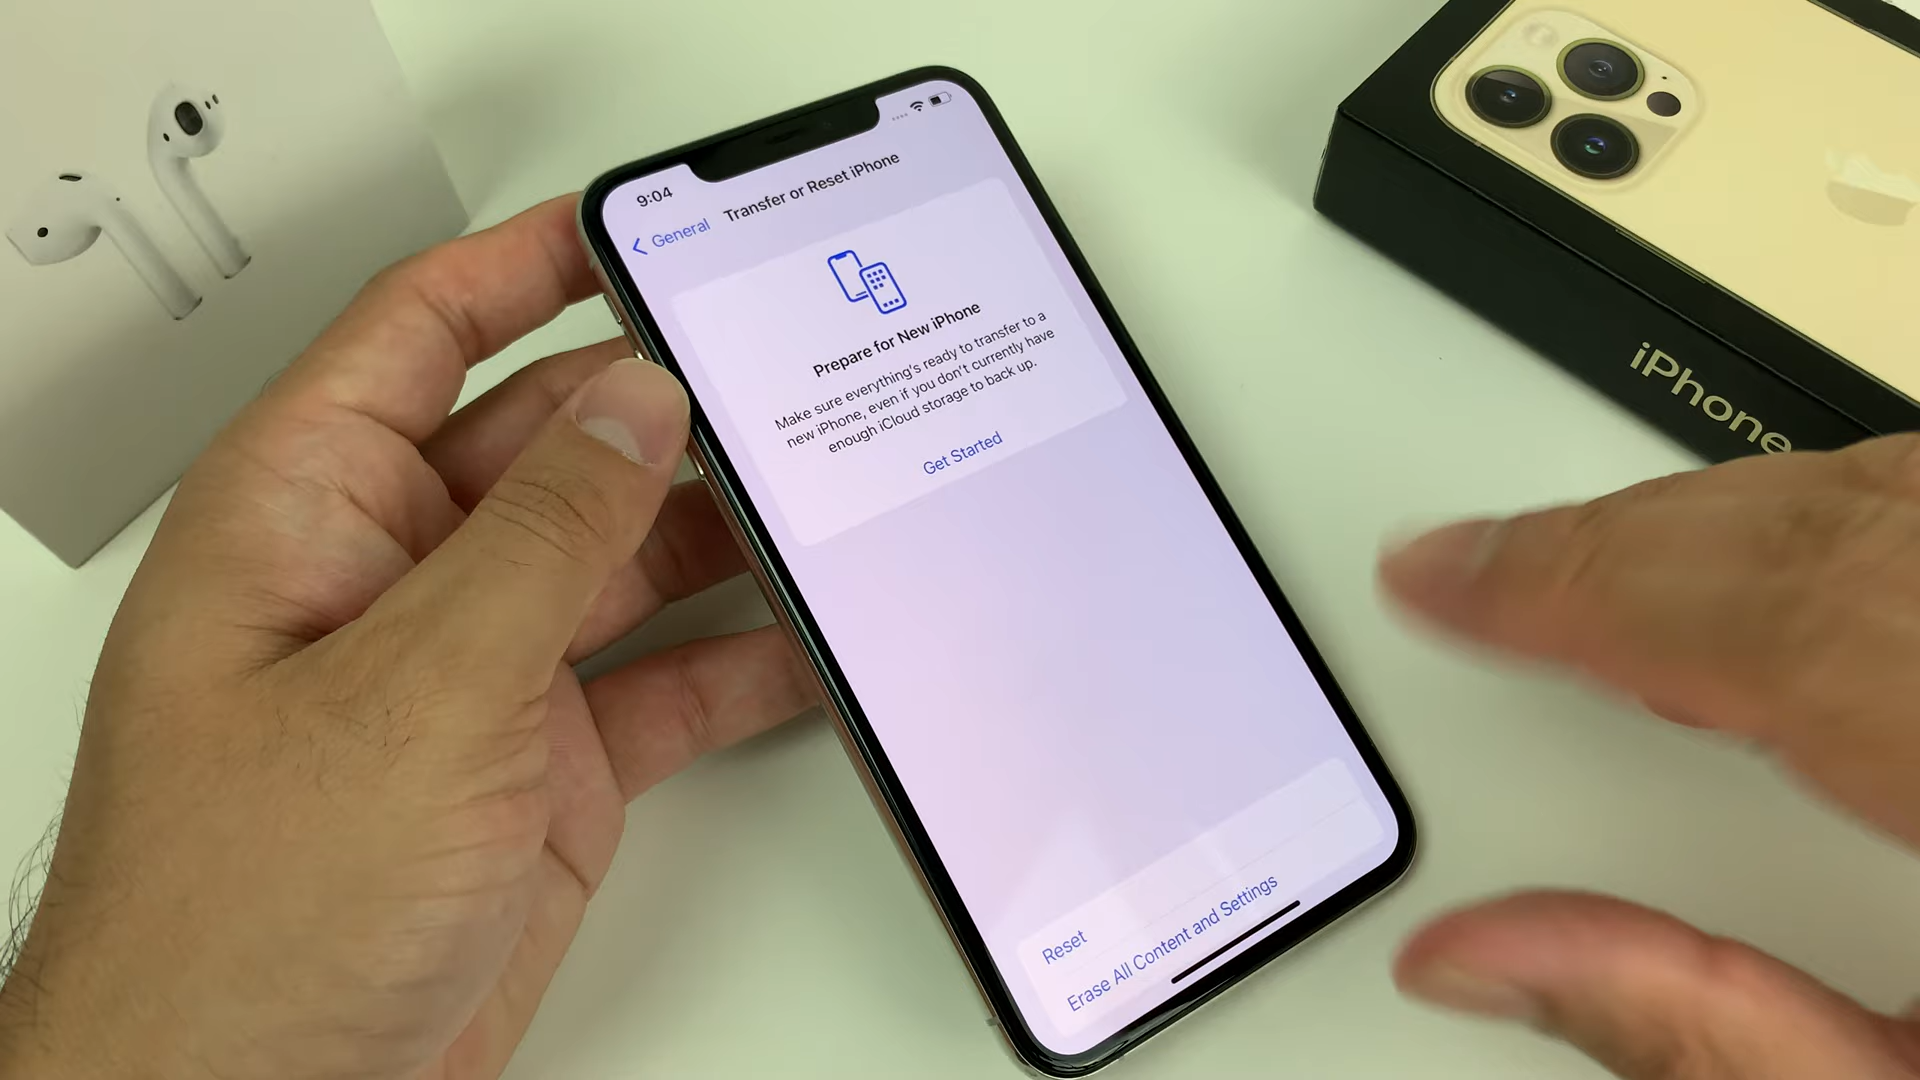 9:04
General
Transfer or Reset iPhone
Prepare for New iPhone
Make sure everything's ready to transfer to a
new iPhone, even if you don't currently have
enough iCloud storage to back up.
Get Started
Reset
Erase All Content and Settings
iPhone